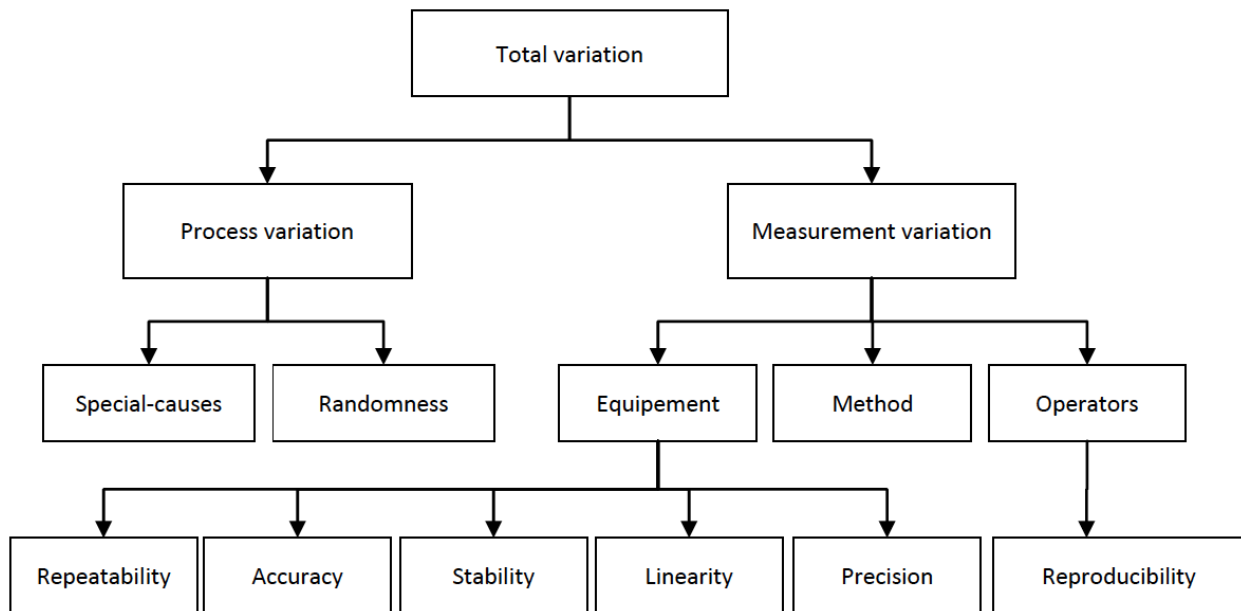 Total variation
Process variation
Measurement variation
Special-causes
Randomness
Equipement
Method
Operators
Repeatability
Accuracy
Stability
Linearity
Precision
Reproducibility